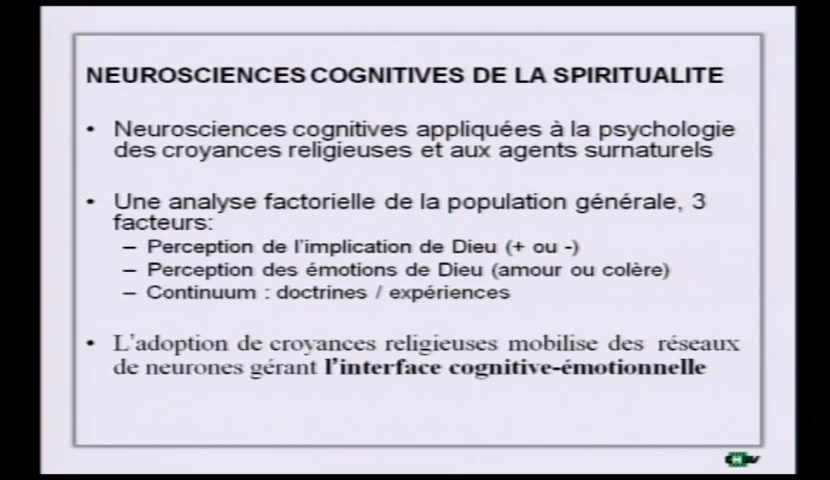 NEUROSCIENCES COGNITIVES DE LA SPIRITUALITE
• Neurosciences cognitives appliquées à la psychologie
des croyances religieuses et aux agents surnaturels
• Une analyse factorielle de la population générale, 3
facteurs:
– Perception de l'implication de Dieu (+ ou -)
– Perception des émotions de Dieu (amour ou colère)
– Continuum : doctrines / expériences
• L'adoption de croyances religieuses mobilise des réseaux
de neurones gérant l'interface cognitive-émotionnelle